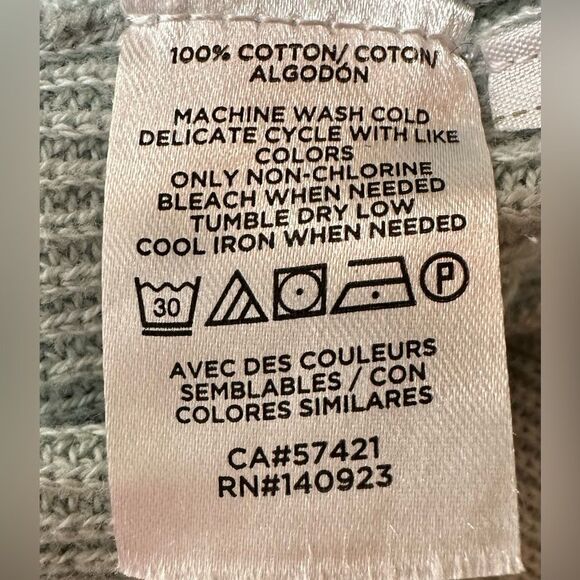 100% COTTON/ COTON/
ALGODÓN
MACHINE WASH COLD
DELICATE CYCLE WITH LIKE
COLORS
ONLY NON-CHLORINE
BLEACH WHEN NEEDED
TUMBLE DRY LOW
COOL IRON WHEN NEEDED
30 P
AVEC DES COULEURS
SEMBLABLES / CON
COLORES SIMILARES
CA#57421
RN#140923